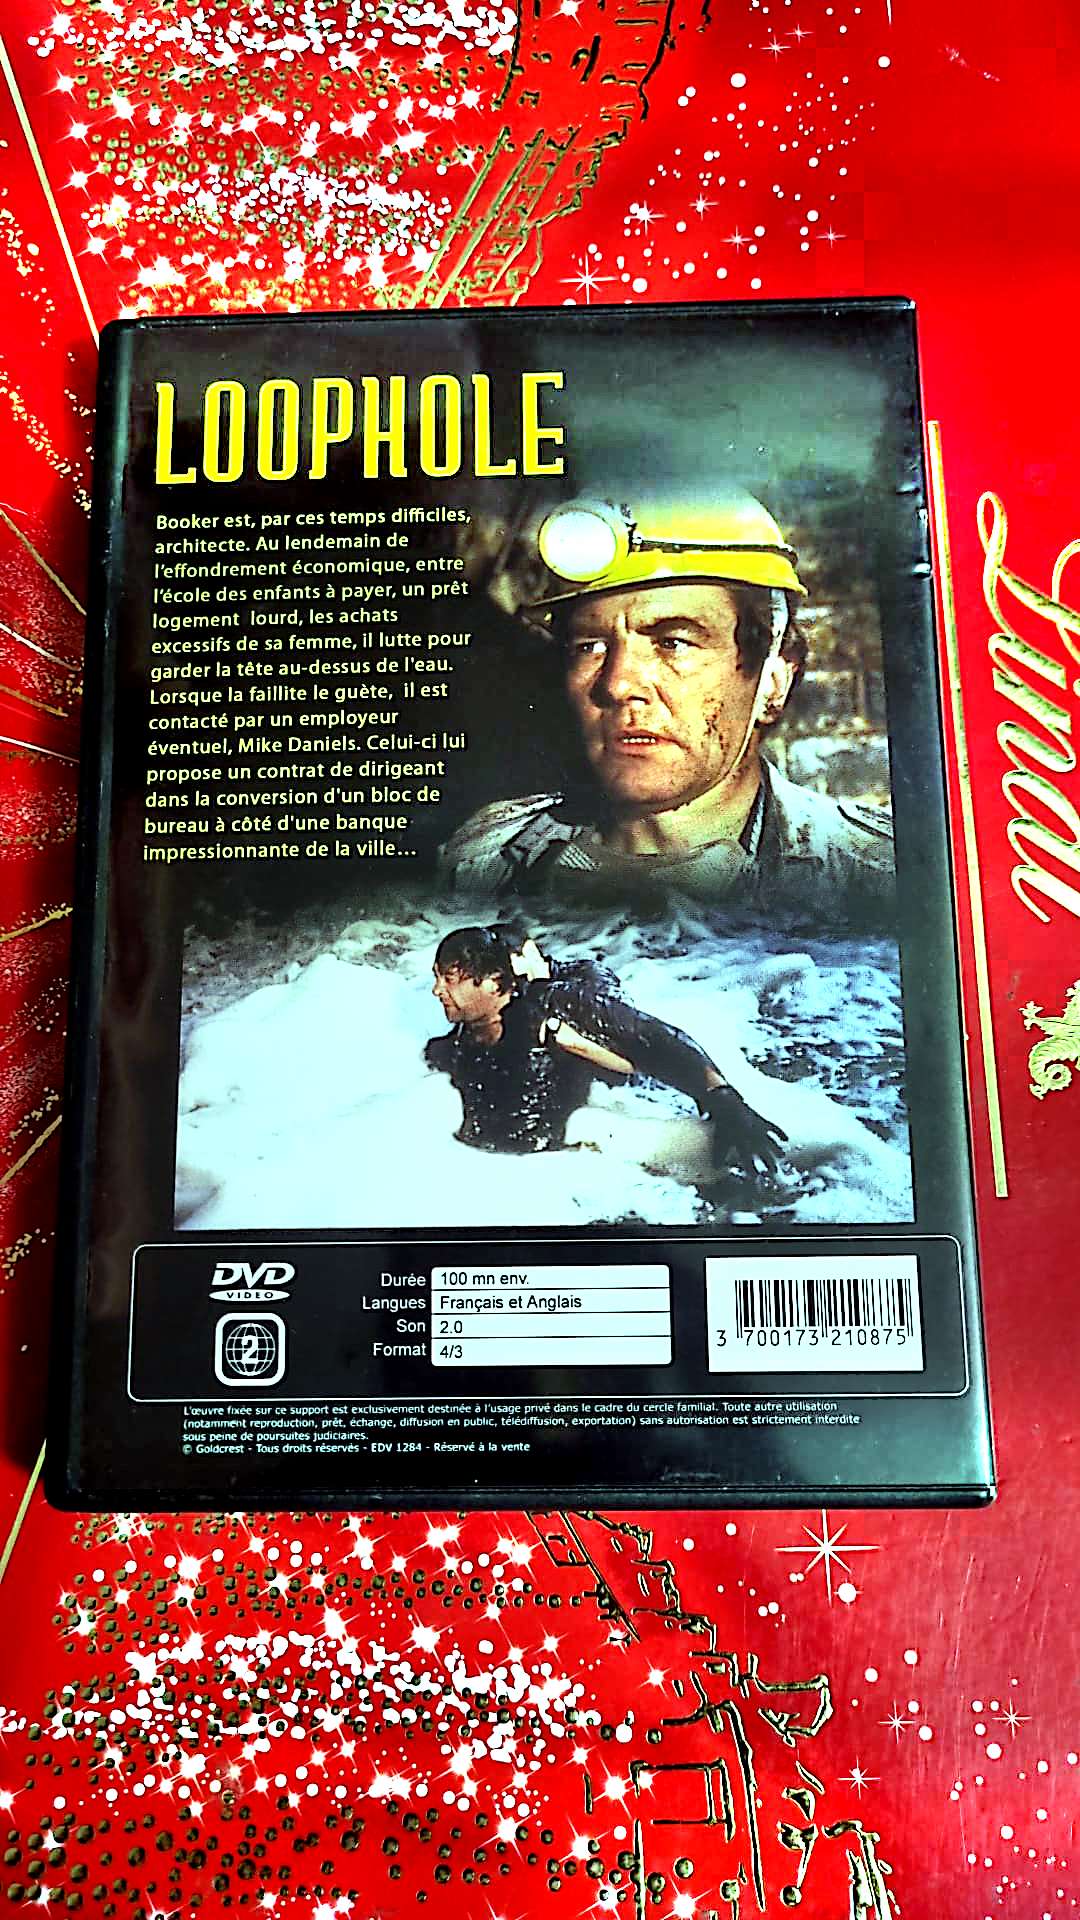 LOOPHOLE
Booker est, par ces temps difficiles,
architecte. Au lendemain de
l'effondrement économique, entre
l'école des enfants à payer, un prêt
logement lourd, les achats
excessifs de sa femme, il lutte pour
garder la tête au-dessus de l'eau.
Lorsque la faillite le guète, il est
contacté par un employeur
éventuel, Mike Daniels. Celui-ci lui
propose un contrat de dirigeant
dans la conversion d'un bloc de
bureau à côté d'une banque
impressionnante de la ville...
DVD
VIDEO
2
Durée 100 mn env.
Langues Français et Anglais
Son 2.0
Format 4/3
3 700173 210875
L'œuvre fixée sur ce support est exclusivement destinée à l'usage privé dans le cadre du cercle familial. Toute autre utilisation
(notamment reproduction, prêt, échange, diffusion en public, télédiffusion, exportation) sans autorisation est strictement interdite
sous peine de poursuites judiciaires.
© Goldcrest - Tous droits réservés - EDV 1284 - Réservé à la vente